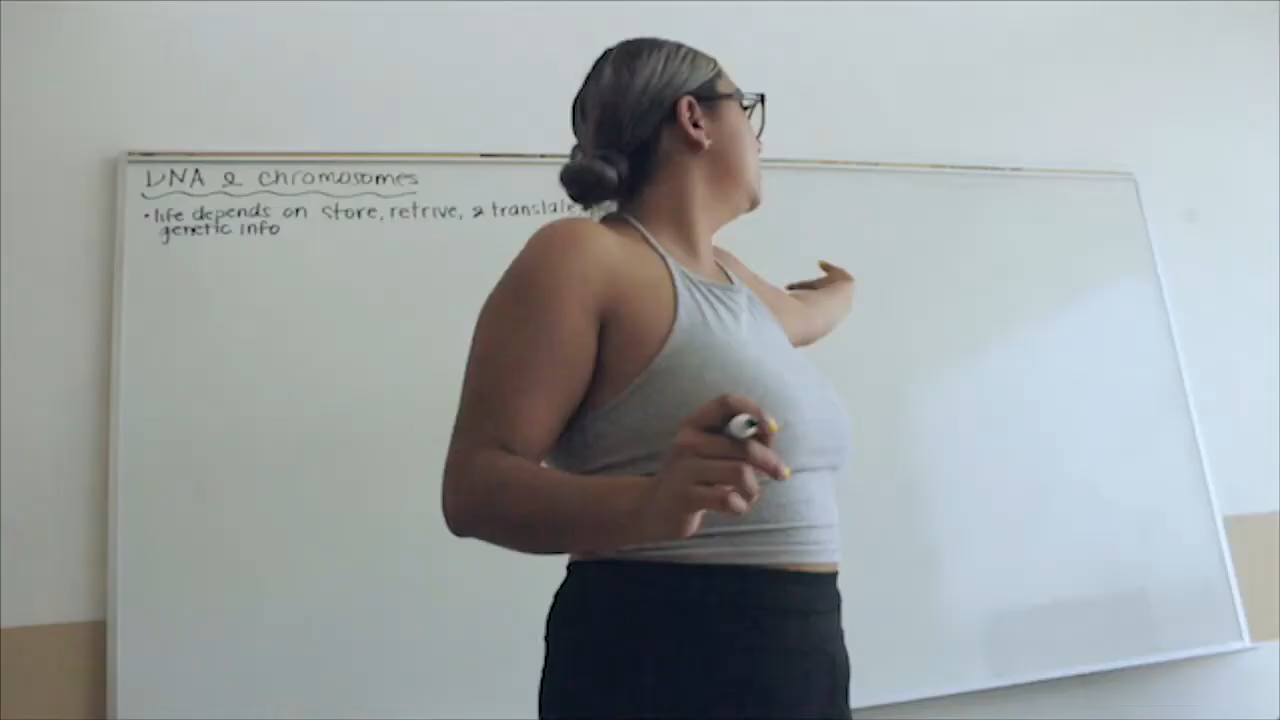 DNA & chromosomes
• life depends on store, retrive, & translate
genetic info